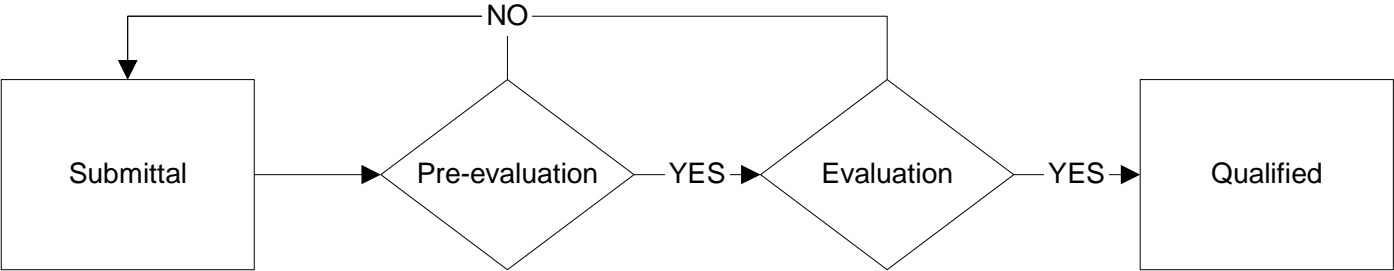 NO
Submittal
Pre-evaluation
YES
Evaluation
YES
Qualified